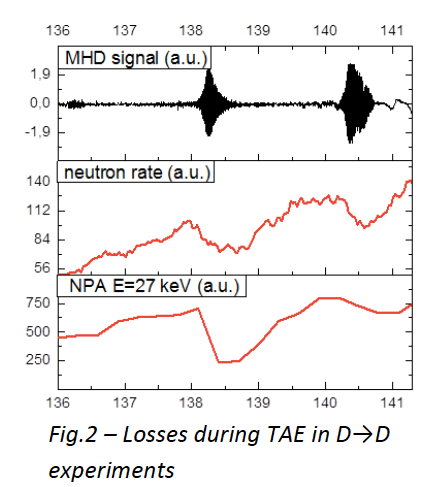 136 137 138 139 140 141
MHD signal (a.u.)
1,9
0,0
-1,9
neutron rate (a.u.)
140
112
84
56
NPA E=27 keV (a.u.)
750
500
250
136 137 138 139 140 141
Fig.2 – Losses during TAE in D→D
experiments